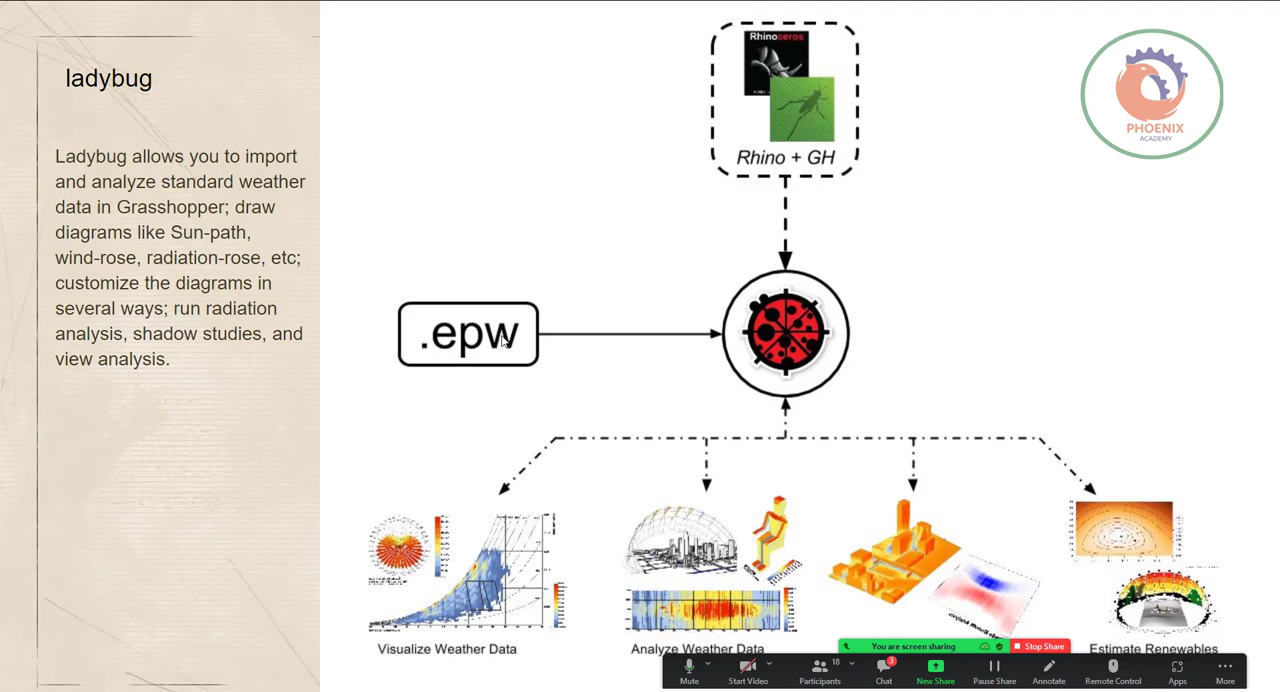 ladybug
Ladybug allows you to import
and analyze standard weather
data in Grasshopper; draw
diagrams like Sun-path,
wind-rose, radiation-rose, etc;
customize the diagrams in
several ways; run radiation
analysis, shadow studies, and
view analysis.
Rhinoceros
Rhino + GH
PHOENIX
ACADEMY
.epw
Visualize Weather Data
Analyze Weather Data
Estimate Renewables
You are screen sharing
Stop Share
Mute
Start Video
18
Participants
3
Chat
New Share
Pause Share
Annotate
Remote Control
Apps
More